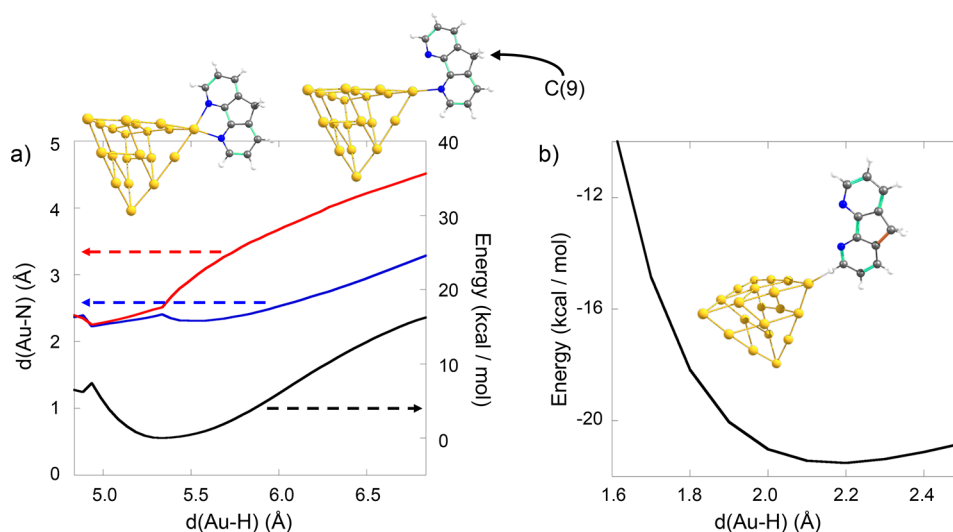 C(9)
a)
5
4
3
2
1
0
d(Au-N) (Å)
40
30
20
10
0
Energy (kcal / mol)
5.0
5.5
6.0
6.5
d(Au-H) (Å)
b)
-12
-16
-20
Energy (kcal / mol)
1.6
1.8
2.0
2.2
2.4
d(Au-H) (Å)